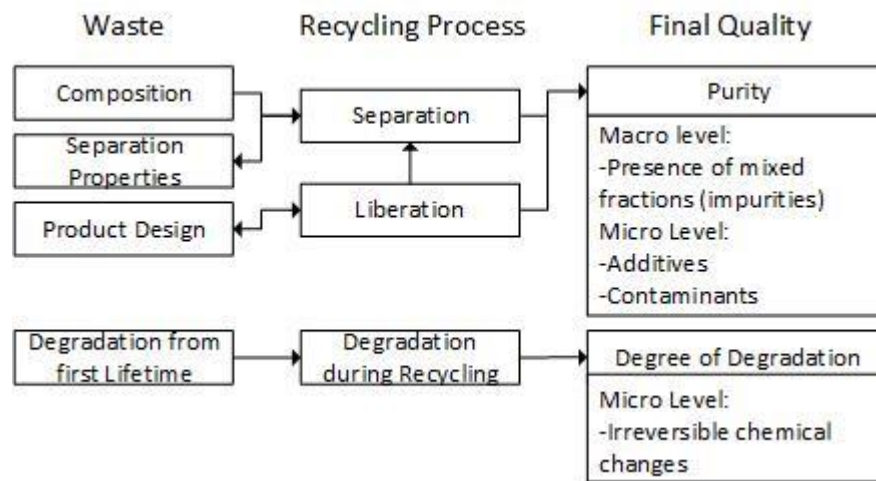 Waste
Recycling Process
Final Quality
Composition
Separation
Properties
Product Design
Separation
Liberation
Purity
Macro level:
-Presence of mixed
fractions (impurities)
Micro Level:
-Additives
-Contaminants
Degradation from
first Lifetime
Degradation
during Recycling
Degree of Degradation
Micro Level:
-Irreversible chemical
changes